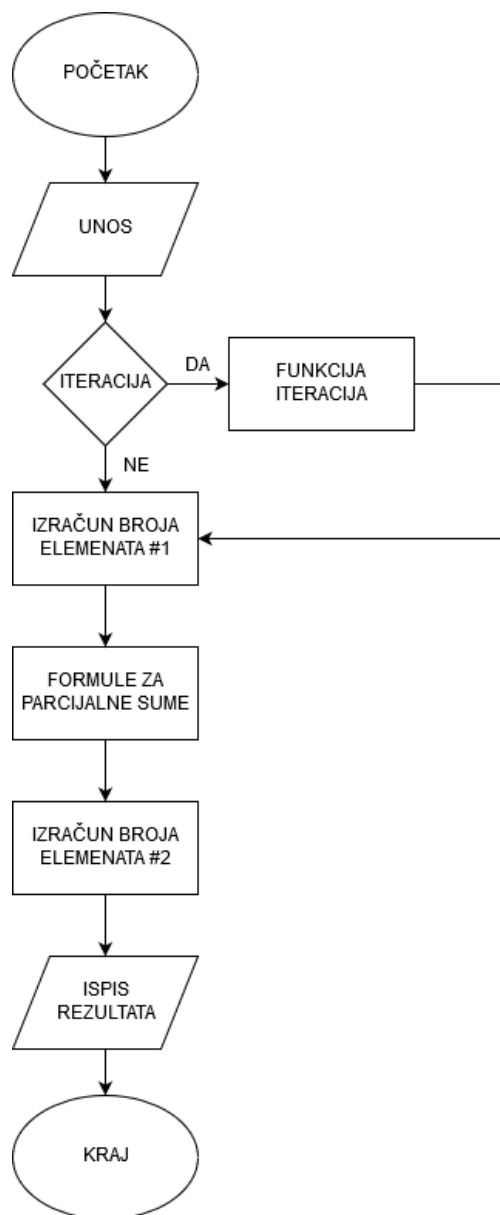 POČETAK
UNOS
ITERACIJA
DA
FUNKCIJA
ITERACIJA
NE
IZRAČUN BROJA
ELEMENATA #1
FORMULE ZA
PARCIJALNE SUME
IZRAČUN BROJA
ELEMENATA #2
ISPIS
REZULTATA
KRAJ